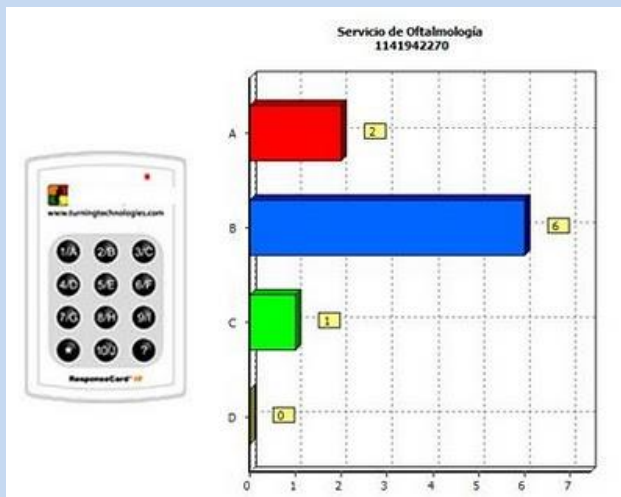 Servicio de Oftalmología
1141942270
www.turningtechnologies.com
1/A 2/B 3/C
4/D 5/E 6/F
7/G 8/H 9/I
* 10/J ?
ResponseCard RF
A 2
B 6
C 1
D 0
0 1 2 3 4 5 6 7